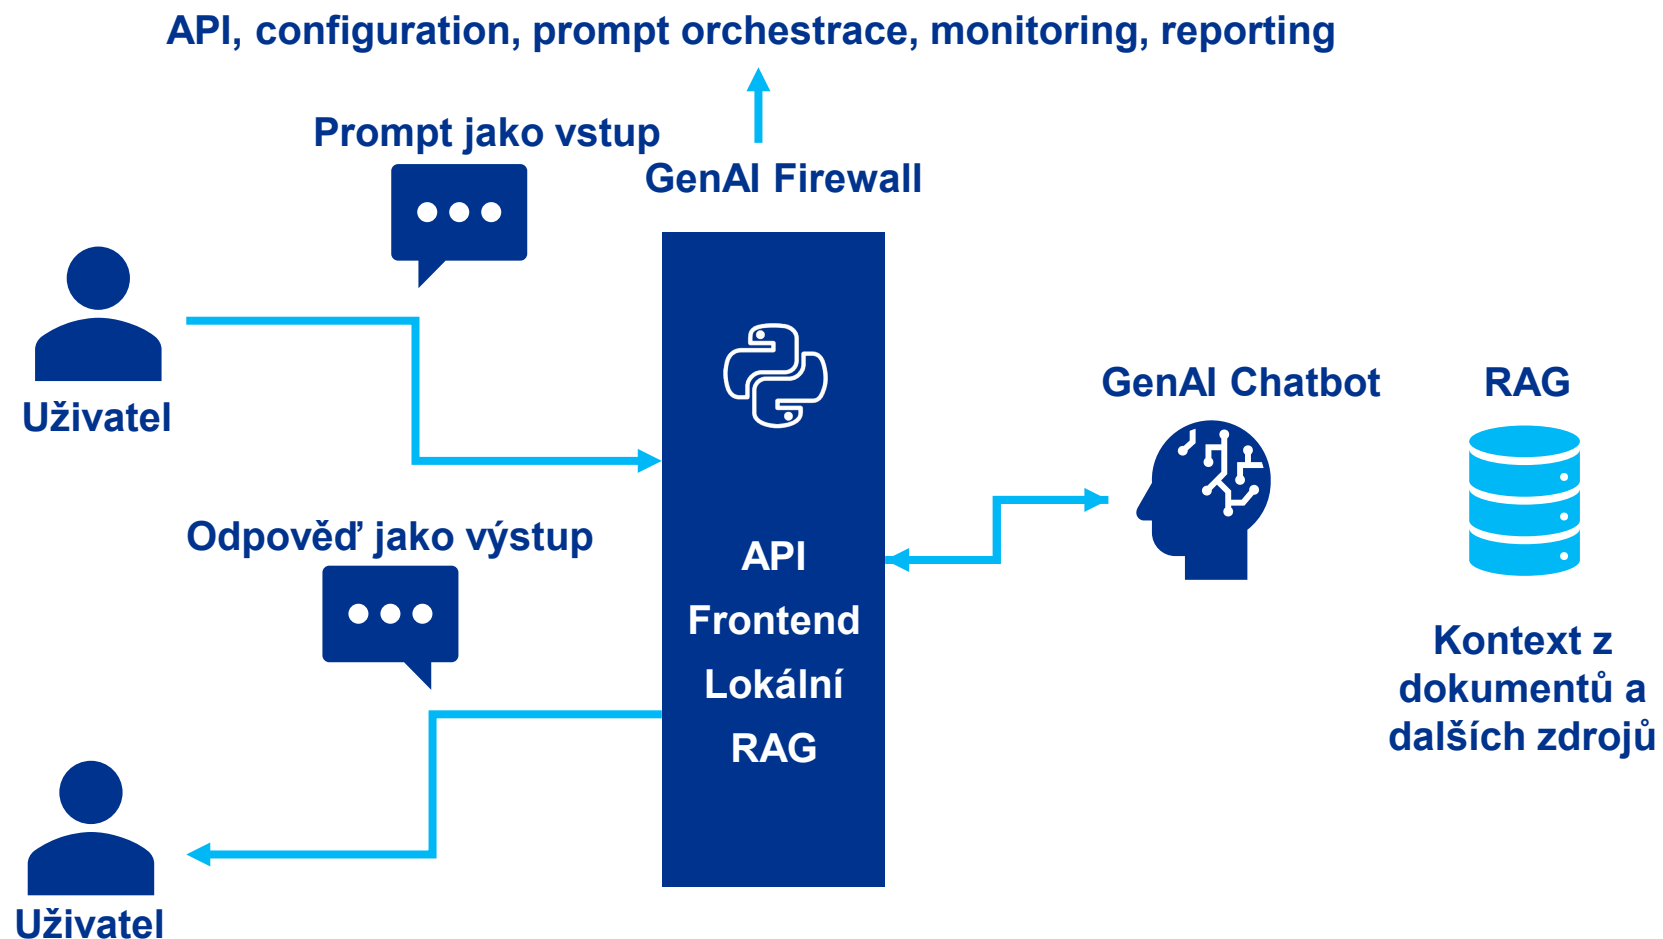 API, configuration, prompt orchestrace, monitoring, reporting
Prompt jako vstup
GenAI Firewall
Uživatel
GenAI Chatbot
RAG
Odpověď jako výstup
API
Frontend
Lokální
RAG
Kontext z
dokumentů a
dalších zdrojů
Uživatel